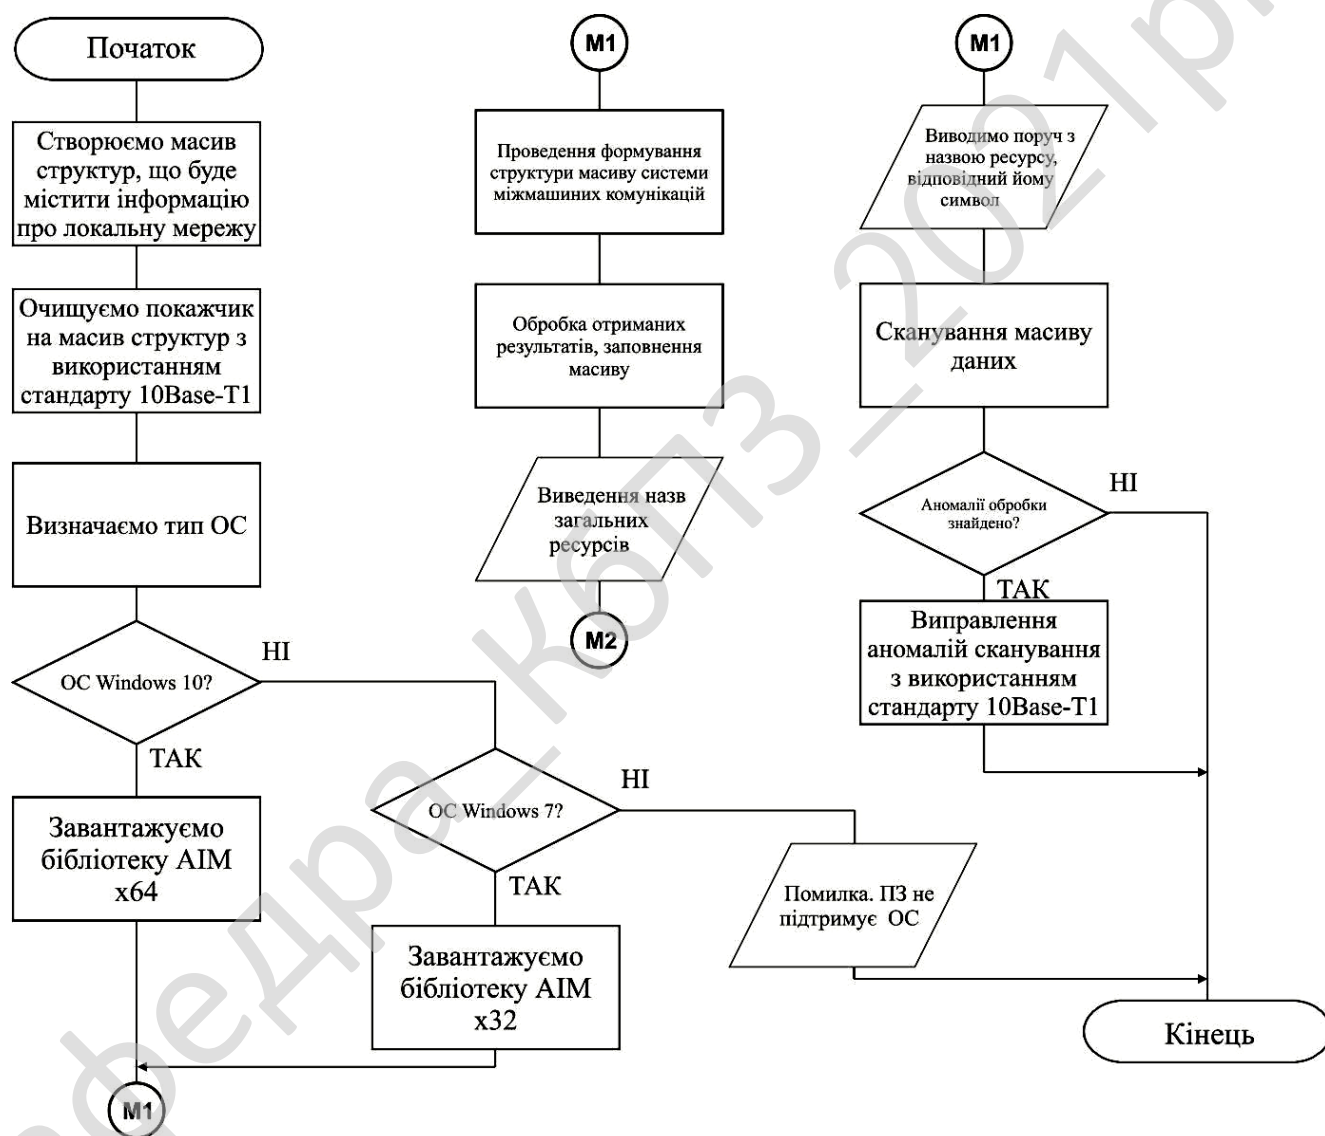 Початок
Створюємо масив
структур, що буде
містити інформацію
про локальну мережу
Очищуємо покажчик
на масив структур з
використанням
стандарту 10Base-T1
Визначаємо тип ОС
ОС Windows 10?
НІ
ТАК
Завантажуємо
бібліотеку AIM
x64
ОС Windows 7?
НІ
ТАК
Завантажуємо
бібліотеку AIM
x32
Помилка. ПЗ не
підтримує ОС
М1
М1
Проведення формування
структури масиву системи
міжмашиних комунікацій
Обробка отриманих
результатів, заповнення
масиву
Виведення назв
загальних
ресурсів
М2
М1
Виводимо поруч з
назвою ресурсу,
відповідний йому
символ
Сканування масиву
даних
Аномалії обробки
знайдено?
НІ
ТАК
Виправлення
аномалій сканування
з використанням
стандарту 10Base-T1
Кінець